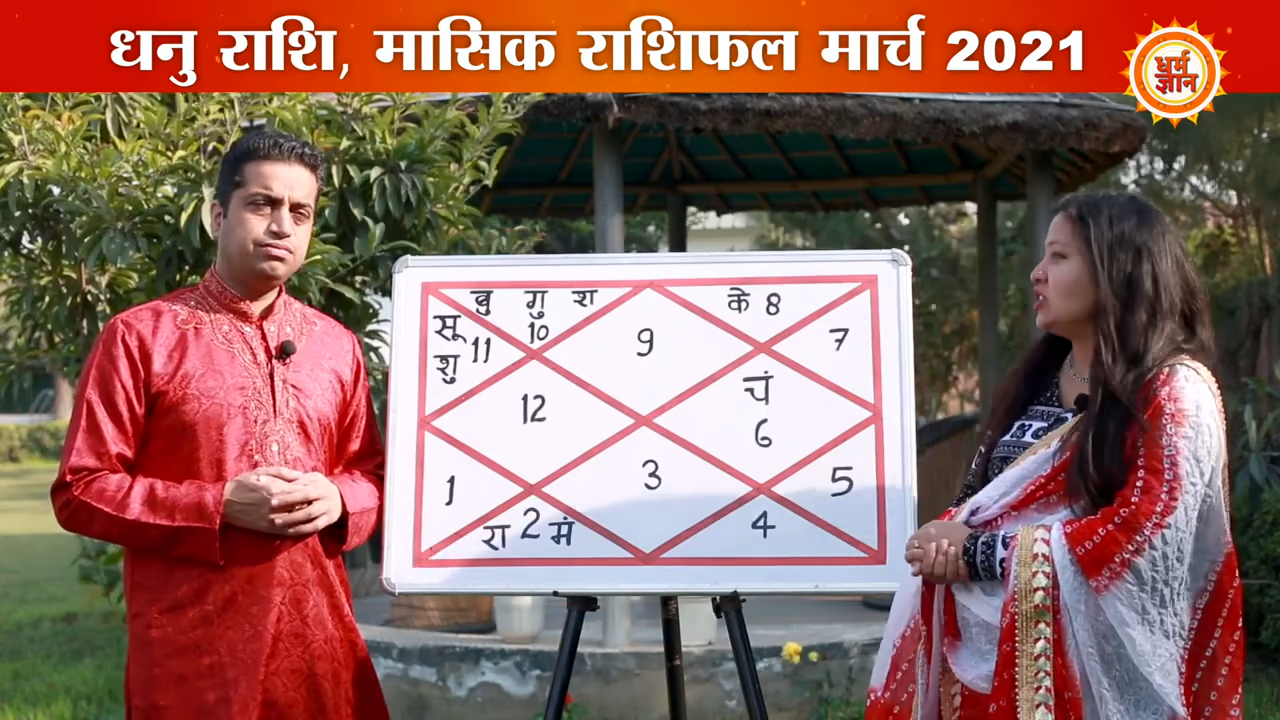 धनु राशि, मासिक राशिफल मार्च 2021
धर्म
ज्ञान
बु गु श
के 8
सू
10
11
9
7
शु
चं
12
6
1
3
5
रा 2 मं
4